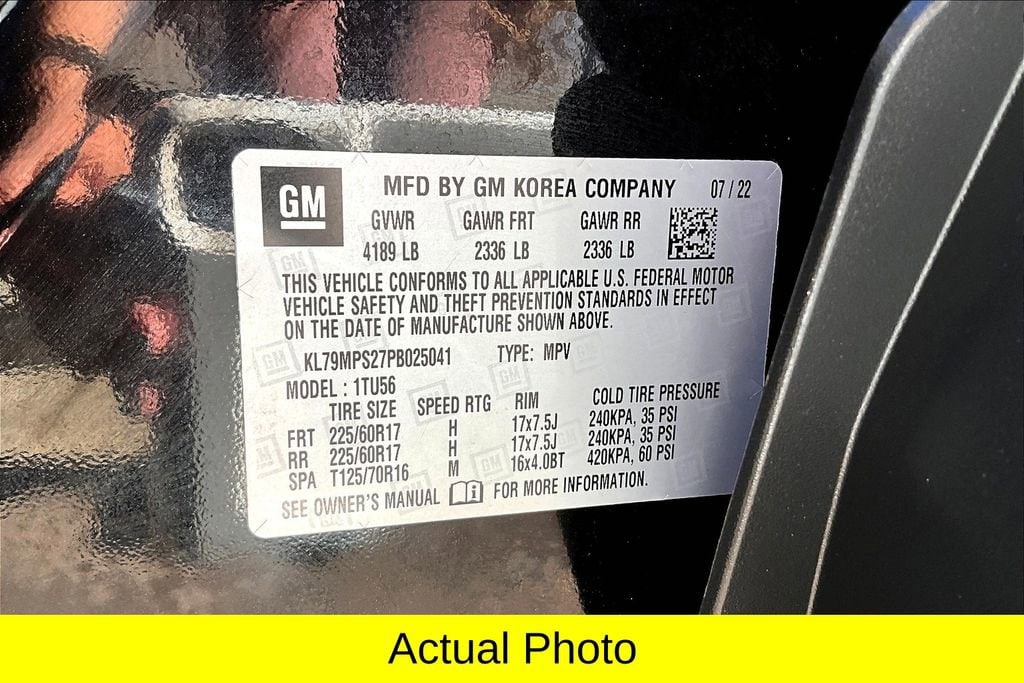 GM
MFD BY GM KOREA COMPANY 07/22
GVWR GAWR FRT GAWR RR
4189 LB 2336 LB 2336 LB
THIS VEHICLE CONFORMS TO ALL APPLICABLE U.S. FEDERAL MOTOR
VEHICLE SAFETY AND THEFT PREVENTION STANDARDS IN EFFECT
ON THE DATE OF MANUFACTURE SHOWN ABOVE.
KL79MPS27PB025041 TYPE: MPV
MODEL : 1TU56
TIRE SIZE SPEED RTG RIM COLD TIRE PRESSURE
FRT 225/60R17 H 17x7.5J 240KPA, 35 PSI
RR 225/60R17 H 17x7.5J 240KPA, 35 PSI
SPA T125/70R16 M 16x4.0BT 420KPA, 60 PSI
SEE OWNER'S MANUAL FOR MORE INFORMATION.
Actual Photo